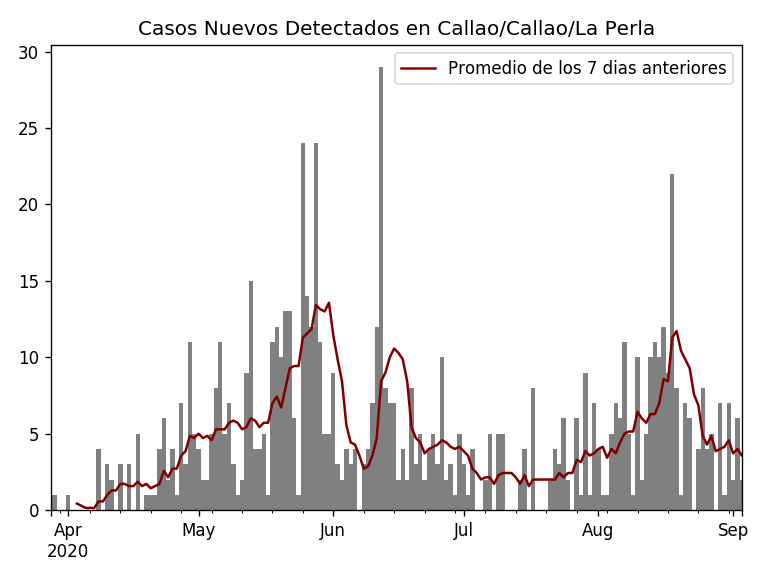 Casos Nuevos Detectados en Callao/Callao/La Perla
Promedio de los 7 dias anteriores
30
25
20
15
10
5
0
Apr
2020
May
Jun
Jul
Aug
Sep